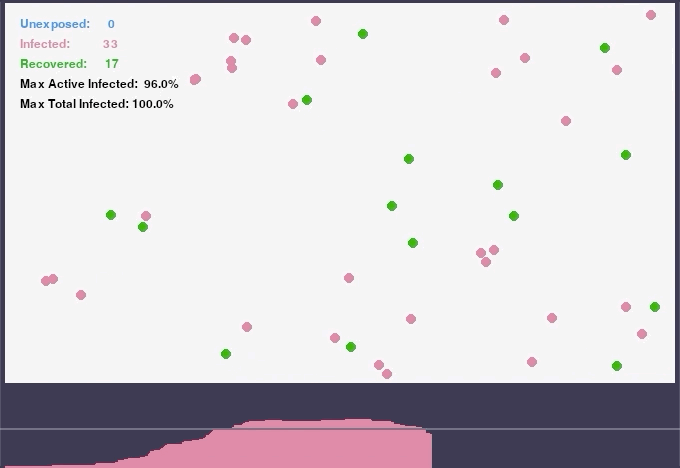 Unexposed: 0
Infected: 33
Recovered: 17
Max Active Infected: 96.0%
Max Total Infected: 100.0%